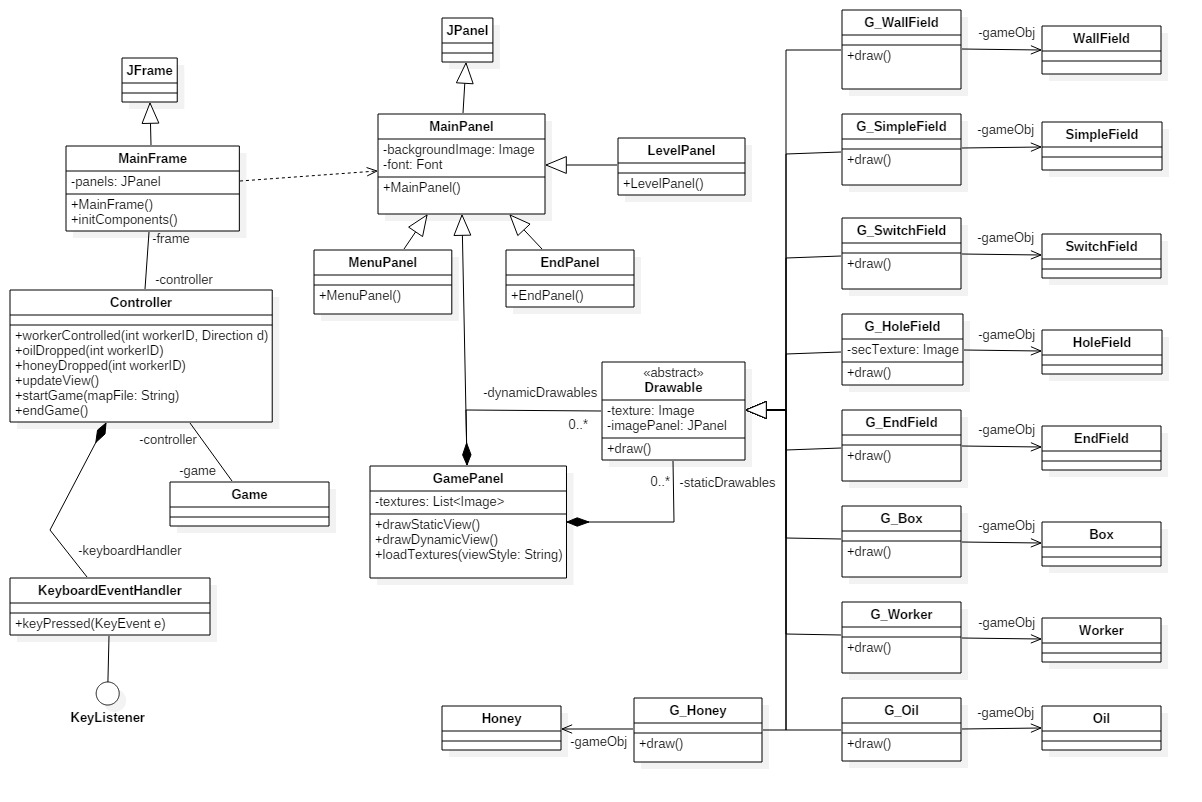 JFrame
MainFrame
-panels: JPanel
+MainFrame()
+initComponents()
-frame
-controller
Controller
+workerControlled(int workerID, Direction d)
+oilDropped(int workerID)
+honeyDropped(int workerID)
+updateView()
+startGame(mapFile: String)
+endGame()
-controller
-game
Game
-keyboardHandler
KeyboardEventHandler
+keyPressed(KeyEvent e)
KeyListener
JPanel
MainPanel
-backgroundImage: Image
-font: Font
+MainPanel()
LevelPanel
+LevelPanel()
MenuPanel
+MenuPanel()
EndPanel
+EndPanel()
-dynamicDrawables
0..*
«abstract»
Drawable
-texture: Image
-imagePanel: JPanel
+draw()
0..*
-staticDrawables
GamePanel
-textures: List<Image>
+drawStaticView()
+drawDynamicView()
+loadTextures(viewStyle: String)
G_WallField
+draw()
-gameObj
WallField
G_SimpleField
+draw()
-gameObj
SimpleField
G_SwitchField
+draw()
-gameObj
SwitchField
G_HoleField
-secTexture: Image
+draw()
-gameObj
HoleField
G_EndField
+draw()
-gameObj
EndField
G_Box
+draw()
-gameObj
Box
G_Worker
+draw()
-gameObj
Worker
G_Oil
+draw()
-gameObj
Oil
G_Honey
+draw()
-gameObj
Honey